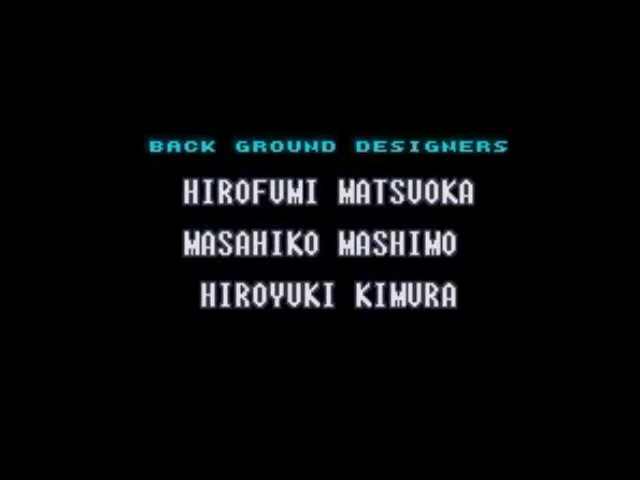 BACK GROUND DESIGNERS
HIROFUMI MATSUOKA
MASAHIKO MASHIMO
HIROYUKI KIMURA